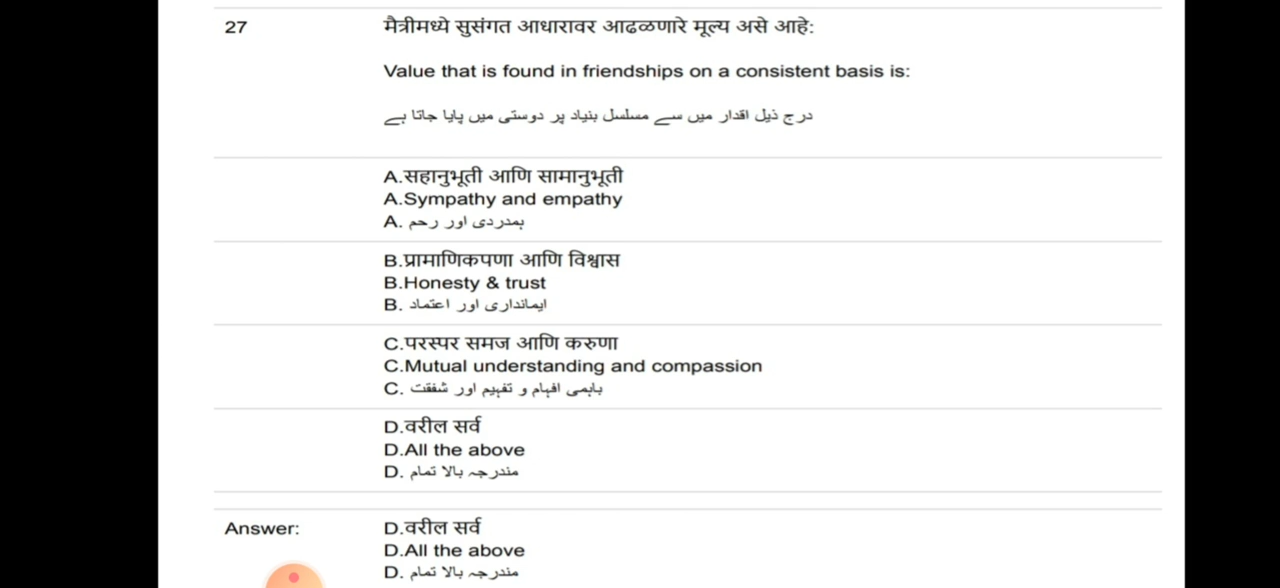 27
मैत्रीमध्ये सुसंगत आधारावर आढळणारे मूल्य असे आहे:
Value that is found in friendships on a consistent basis is:
درج ذیل اقدار میں سے مسلسل بنیاد پر دوستی میں پایا جاتا ہے
A.सहानुभूती आणि सामानुभूती
A.Sympathy and empathy
A. ہمدردی اور رحم
B.प्रामाणिकपणा आणि विश्वास
B.Honesty & trust
B. ایمانداری اور اعتماد
C.परस्पर समज आणि करुणा
C.Mutual understanding and compassion
C. باہمی افہام و تفہیم اور شفقت
D.वरील सर्व
D.All the above
D. مندرجہ بالا تمام
Answer:
D.वरील सर्व
D.All the above
D. مندرجہ بالا تمام